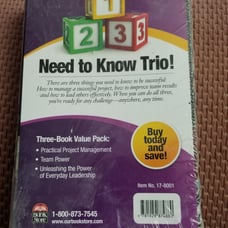 1
2 3 3
Need to Know Trio!
There are three things you need to know to be successful:
How to manage a successful project, how to improve team results
and how to lead others effectively. When you can do all three,
you're ready for any challenge—anywhere, any time.
Three-Book Value Pack:
• Practical Project Management
• Team Power
• Unleashing the Power
of Everyday Leadership
Buy
today
and
save!
Item No. 17-0001
BOOK
STORE
1-800-873-7545
www.ourbookstore.com